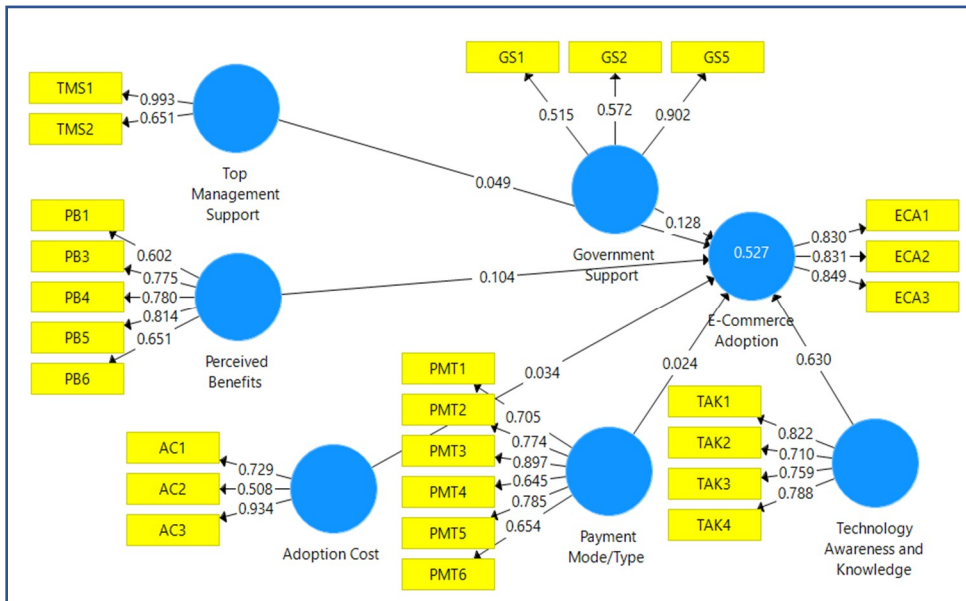 GS1
GS2
GS5
TMS1
TMS2
0.993
0.651
0.515
0.572
0.902
Top
Management
Support
0.049
0.128
Government
Support
PB1
PB3
PB4
PB5
PB6
0.602
0.775
0.780
0.814
0.651
Perceived
Benefits
0.104
0.527
E-Commerce
Adoption
0.830
0.831
0.849
ECA1
ECA2
ECA3
0.034
0.024
0.630
AC1
AC2
AC3
0.729
0.508
0.934
Adoption Cost
PMT1
PMT2
PMT3
PMT4
PMT5
PMT6
0.705
0.774
0.897
0.645
0.785
0.654
Payment
Mode/Type
TAK1
TAK2
TAK3
TAK4
0.822
0.710
0.759
0.788
Technology
Awareness and
Knowledge